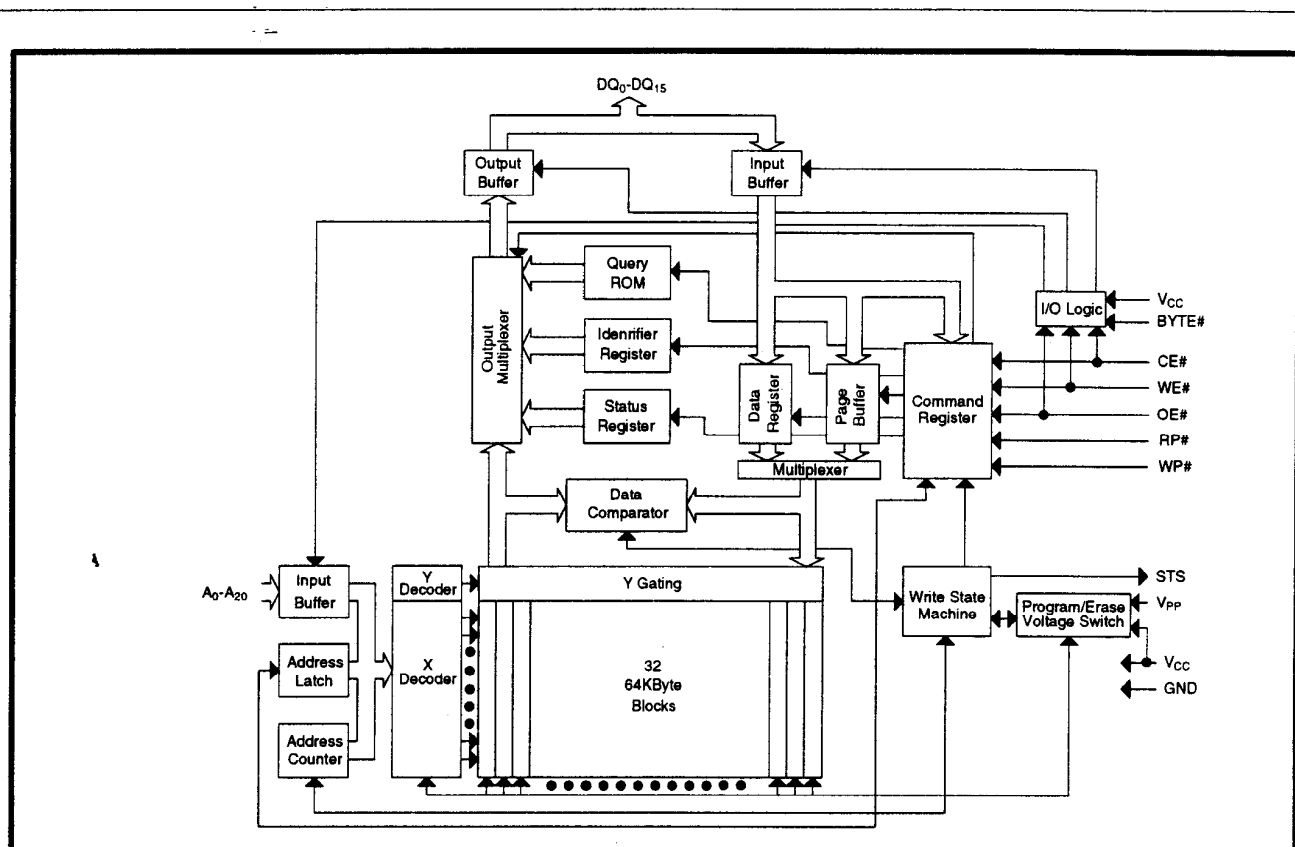 DQ₀-DQ₁₅
Output
Buffer
Input
Buffer
Query
ROM
Idenrifier
Register
Status
Register
Output
Multiplexer
Data
Register
Page
Buffer
Multiplexer
Command
Register
I/O Logic
VCC
BYTE#
CE#
WE#
OE#
RP#
WP#
Data
Comparator
A₀-A₂₀
Input
Buffer
Y
Decoder
Y Gating
Address
Latch
X
Decoder
32
64KByte
Blocks
Address
Counter
Write State
Machine
Program/Erase
Voltage Switch
STS
VPP
VCC
GND